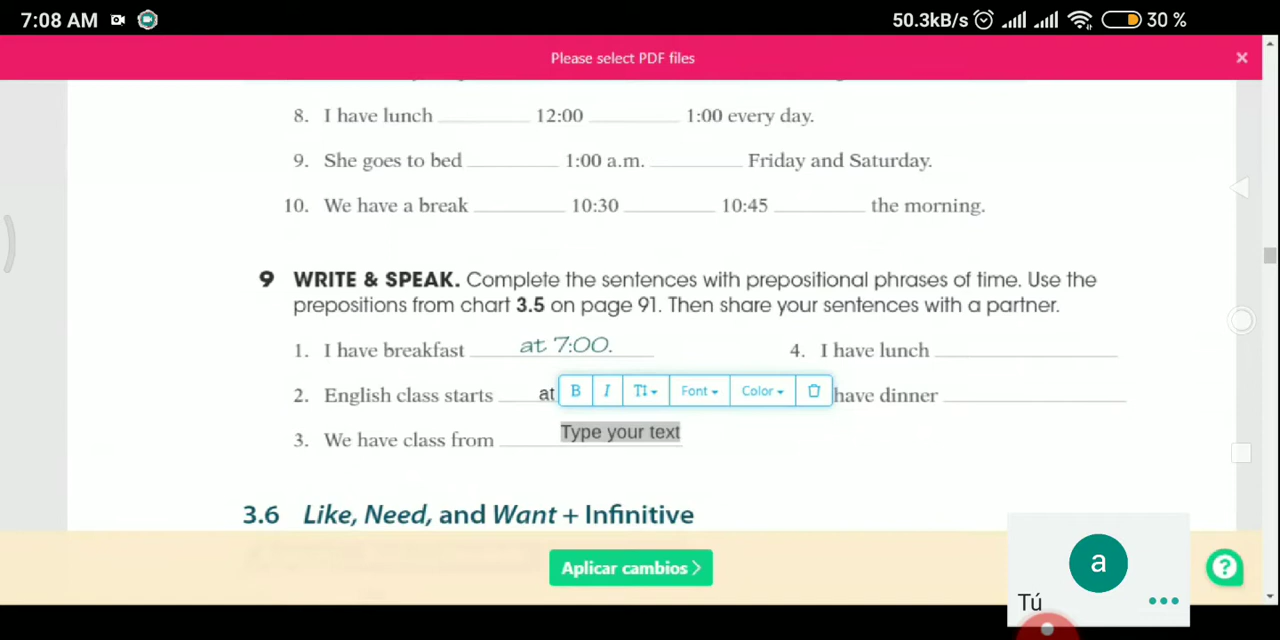 7:08 AM 50.3kB/s 30 %
Please select PDF files
8. I have lunch 12:00 1:00 every day.
9. She goes to bed 1:00 a.m. Friday and Saturday.
10. We have a break 10:30 10:45 the morning.
9 WRITE & SPEAK. Complete the sentences with prepositional phrases of time. Use the
prepositions from chart 3.5 on page 91. Then share your sentences with a partner.
1. I have breakfast at 7:00. 4. I have lunch
2. English class starts at B I TI Font Color have dinner
3. We have class from Type your text
3.6 Like, Need, and Want + Infinitive
Aplicar cambios
a
Tú